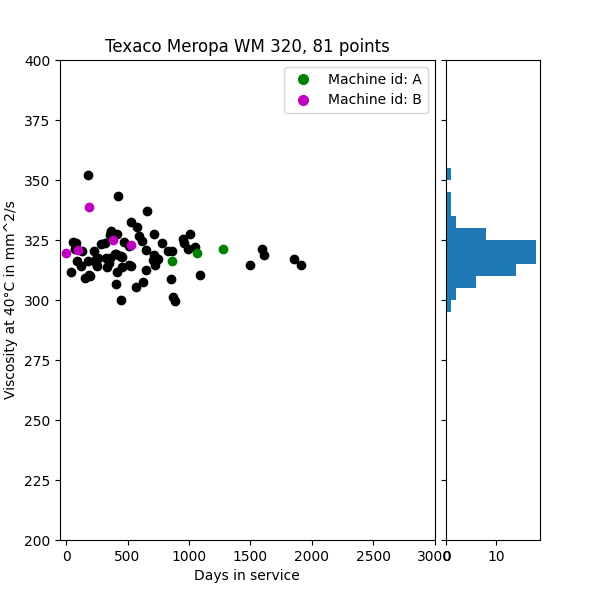 Texaco Meropa WM 320, 81 points
Machine id: A
Machine id: B
Viscosity at 40°C in mm^2/s
400
375
350
325
300
275
250
225
200
0 500 1000 1500 2000 2500 3000
0 10
Days in service